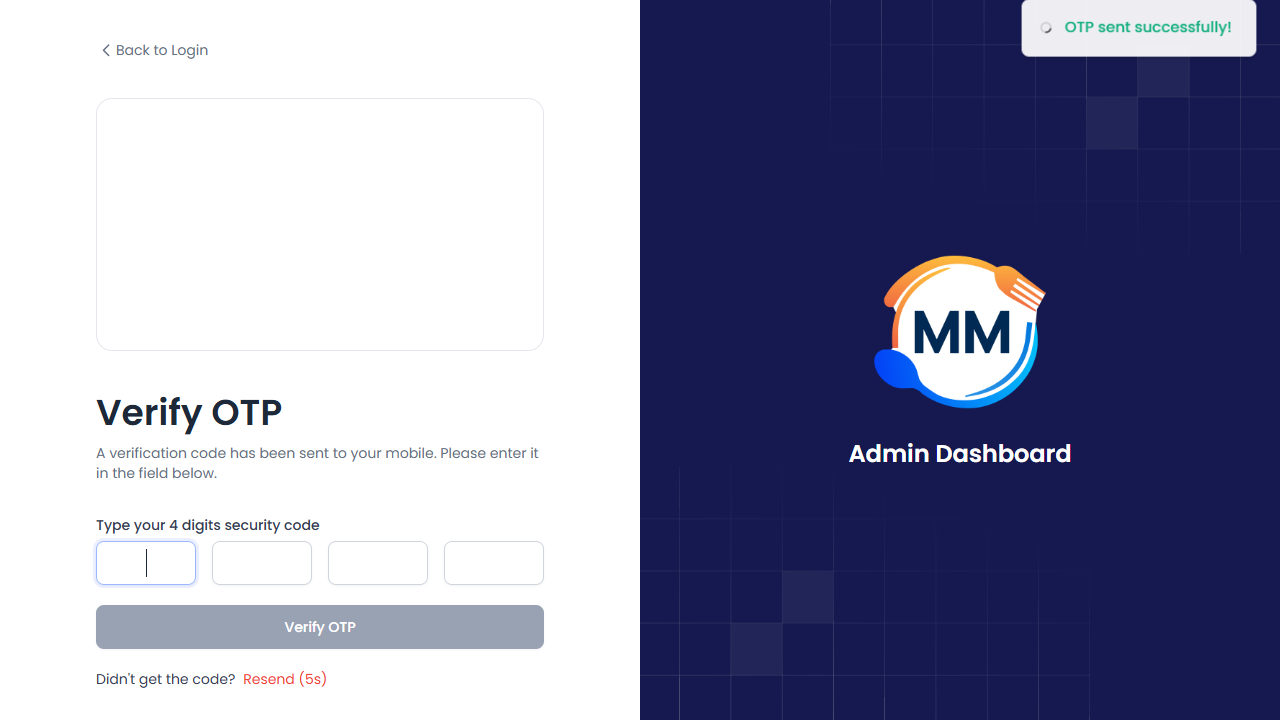 Back to Login
OTP sent successfully!
Verify OTP
A verification code has been sent to your mobile. Please enter it
in the field below.
Type your 4 digits security code
Verify OTP
Didn't get the code? Resend (5s)
MM
Admin Dashboard